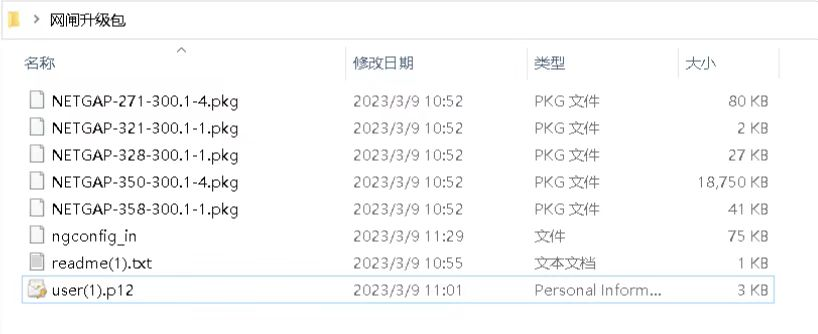 网闸升级包
名称 修改日期 类型 大小
NETGAP-271-300.1-4.pkg 2023/3/9 10:52 PKG 文件 80 KB
NETGAP-321-300.1-1.pkg 2023/3/9 10:52 PKG 文件 2 KB
NETGAP-328-300.1-1.pkg 2023/3/9 10:52 PKG 文件 27 KB
NETGAP-350-300.1-4.pkg 2023/3/9 10:52 PKG 文件 18,750 KB
NETGAP-358-300.1-1.pkg 2023/3/9 10:52 PKG 文件 41 KB
ngconfig_in 2023/3/9 11:29 文件 75 KB
readme(1).txt 2023/3/9 10:55 文本文档 1 KB
user(1).p12 2023/3/9 11:01 Personal Inform... 3 KB